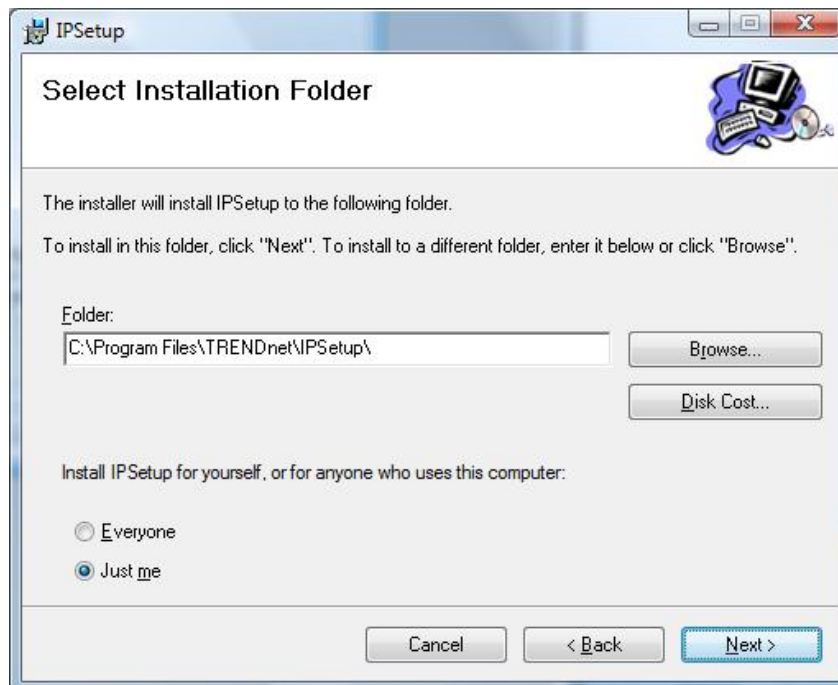 IPSetup
Select Installation Folder
The installer will install IPSetup to the following folder.
To install in this folder, click "Next". To install to a different folder, enter it below or click "Browse".
Folder:
C:\Program Files\TRENDnet\IPSetup\
Browse...
Disk Cost...
Install IPSetup for yourself, or for anyone who uses this computer:
Everyone
Just me
Cancel
< Back
Next >